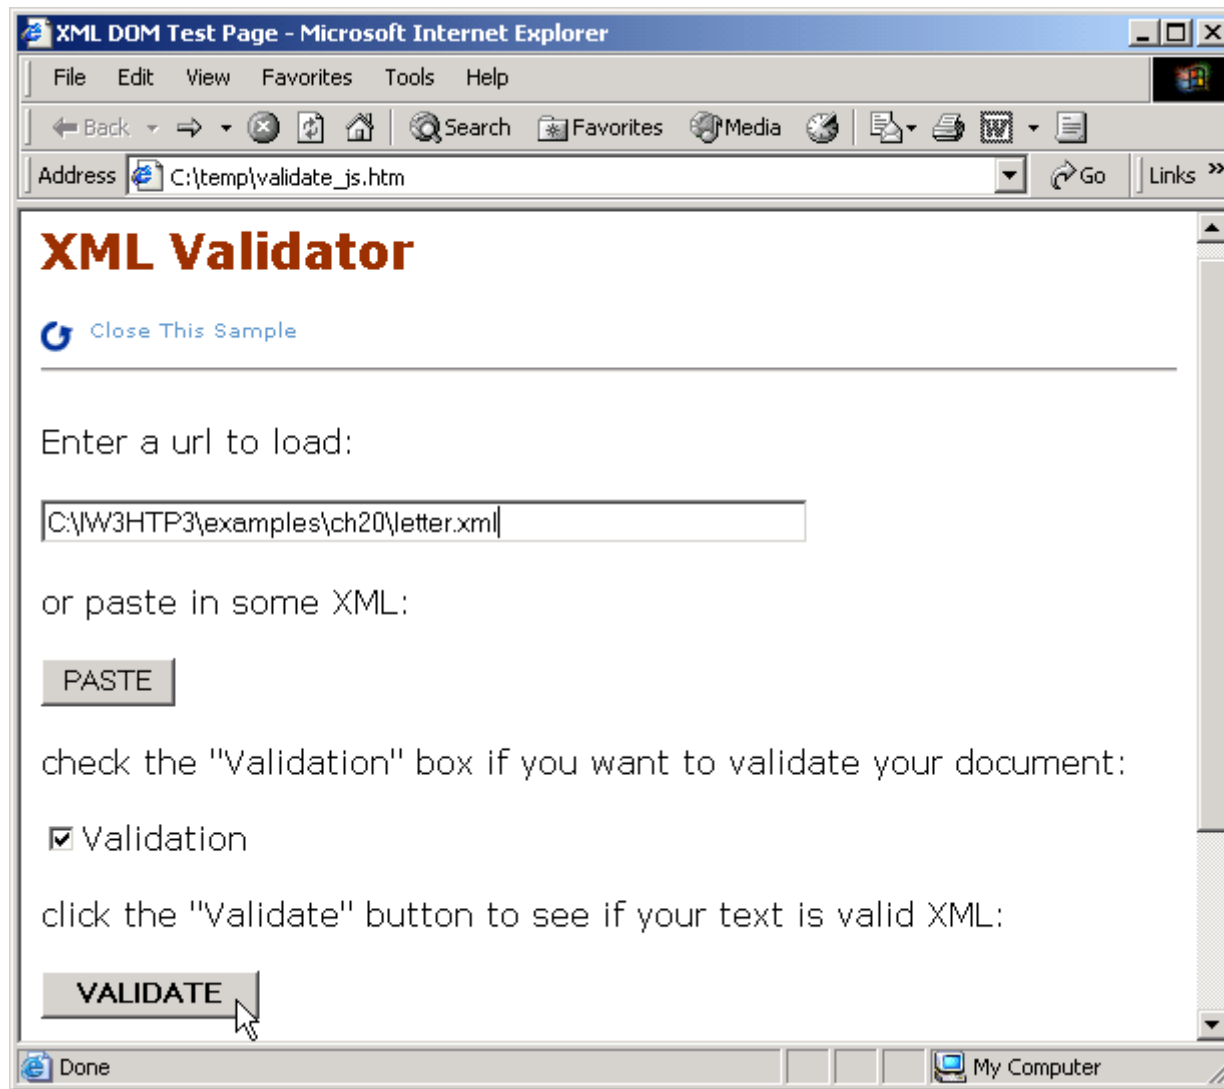 XML DOM Test Page - Microsoft Internet Explorer
File Edit View Favorites Tools Help
Back Search Favorites Media
Address C:\temp\validate_js.htm Go Links »
XML Validator
Close This Sample
Enter a url to load:
C:\IW3HTP3\examples\ch20\letter.xml
or paste in some XML:
PASTE
check the "Validation" box if you want to validate your document:
Validation
click the "Validate" button to see if your text is valid XML:
VALIDATE
Done My Computer